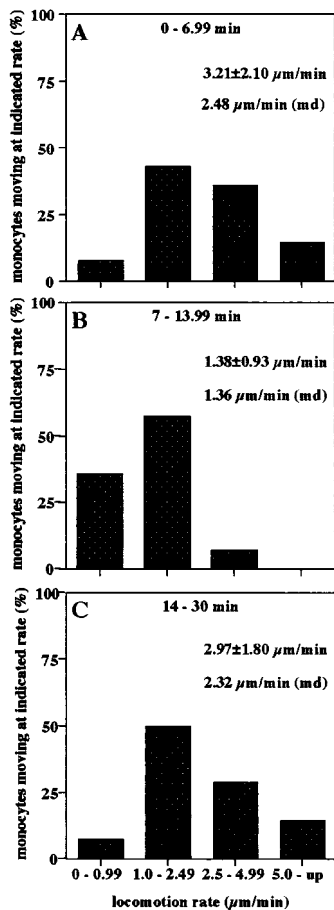 monocytes moving at indicated rate (%)
100
75
50
25
0
A
0 - 6.99 min
3.21±2.10 µm/min
2.48 µm/min (md)
monocytes moving at indicated rate (%)
100
75
50
25
0
B
7 - 13.99 min
1.38±0.93 µm/min
1.36 µm/min (md)
monocytes moving at indicated rate (%)
100
75
50
25
0
C
14 - 30 min
2.97±1.80 µm/min
2.32 µm/min (md)
0 - 0.99 1.0 - 2.49 2.5 - 4.99 5.0 - up
locomotion rate (µm/min)